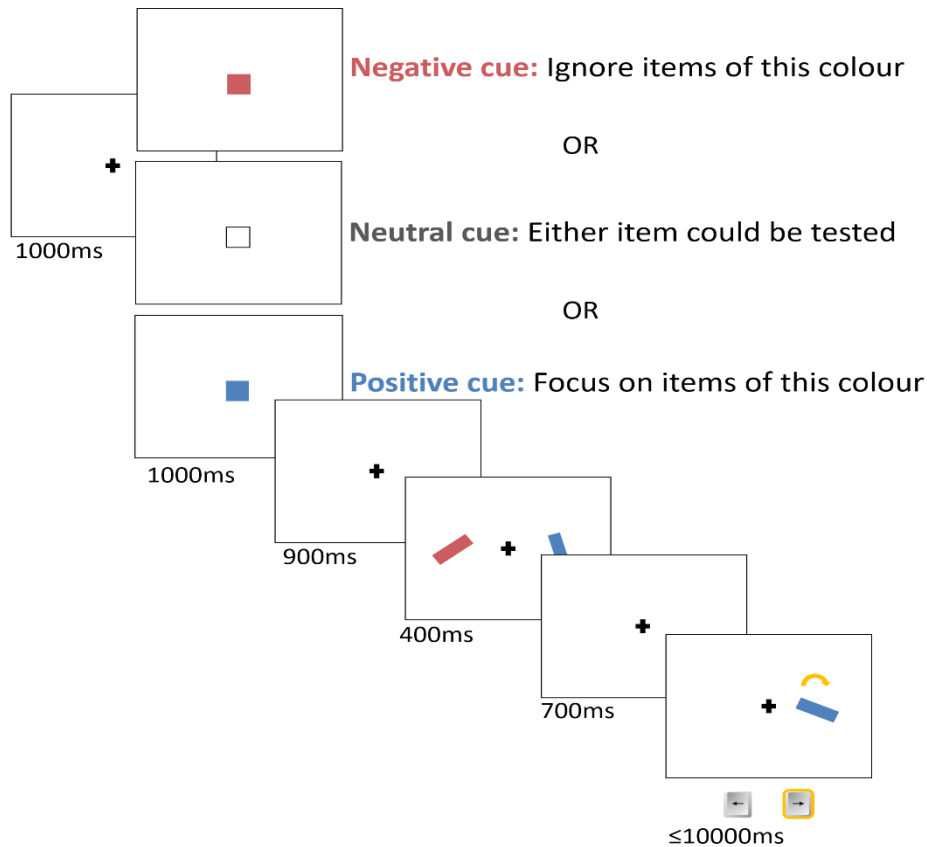 Negative cue: Ignore items of this colour
OR
1000ms
Neutral cue: Either item could be tested
OR
Positive cue: Focus on items of this colour
1000ms
900ms
400ms
700ms
← →
≤10000ms